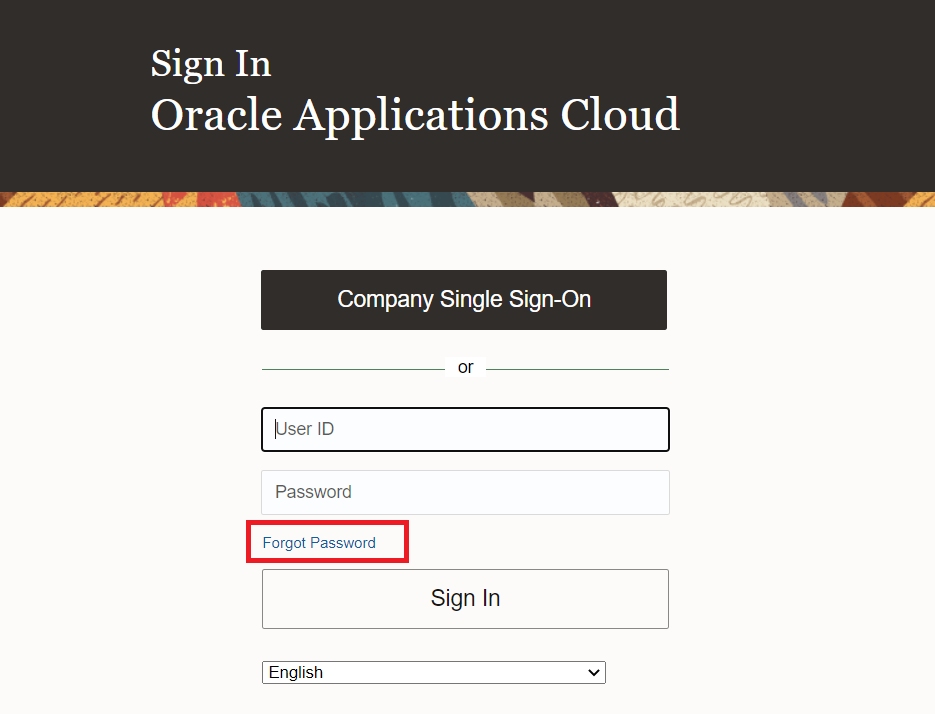 Sign In
Oracle Applications Cloud
Company Single Sign-On
or
User ID
Password
Forgot Password
Sign In
English